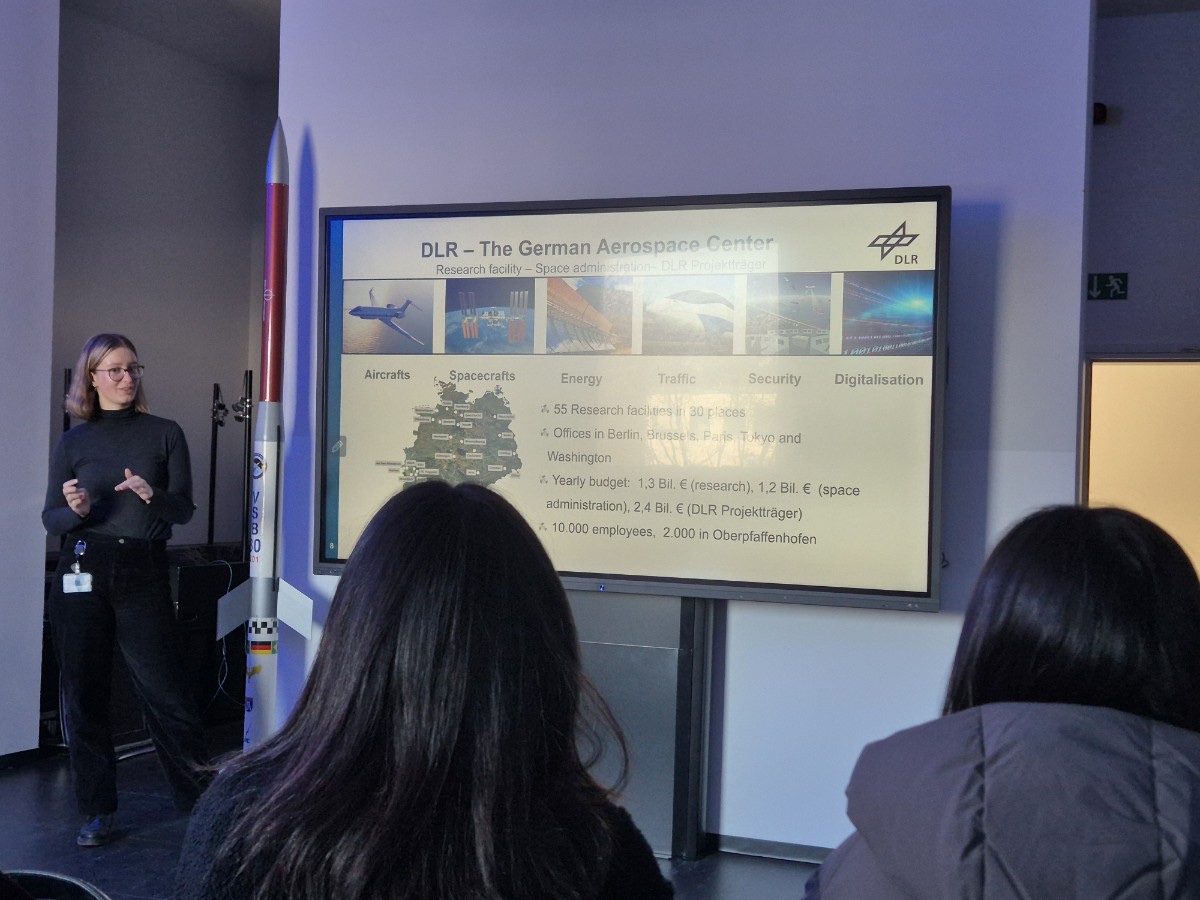 DLR – The German Aerospace Center
Research facility – Space administration – DLR Projektträger
DLR
Aircrafts
Spacecrafts
Energy
Traffic
Security
Digitalisation
55 Research facilities in 30 places
Offices in Berlin, Brussels, Paris, Tokyo and
Washington
Yearly budget: 1,3 Bil. € (research), 1,2 Bil. € (space
administration), 2,4 Bil. € (DLR Projektträger)
10.000 employees, 2.000 in Oberpfaffenhofen
8
V
S
B
30